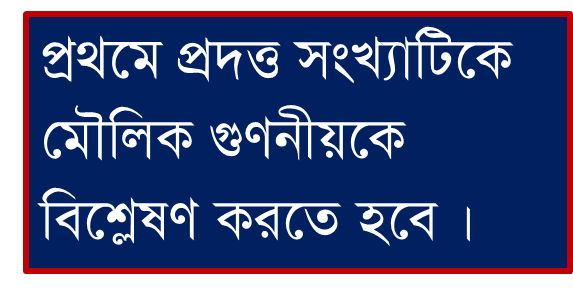 প্রথমে প্রদত্ত সংখ্যাটিকে
মৌলিক গুণনীয়কে
বিশ্লেষণ করতে হবে ।